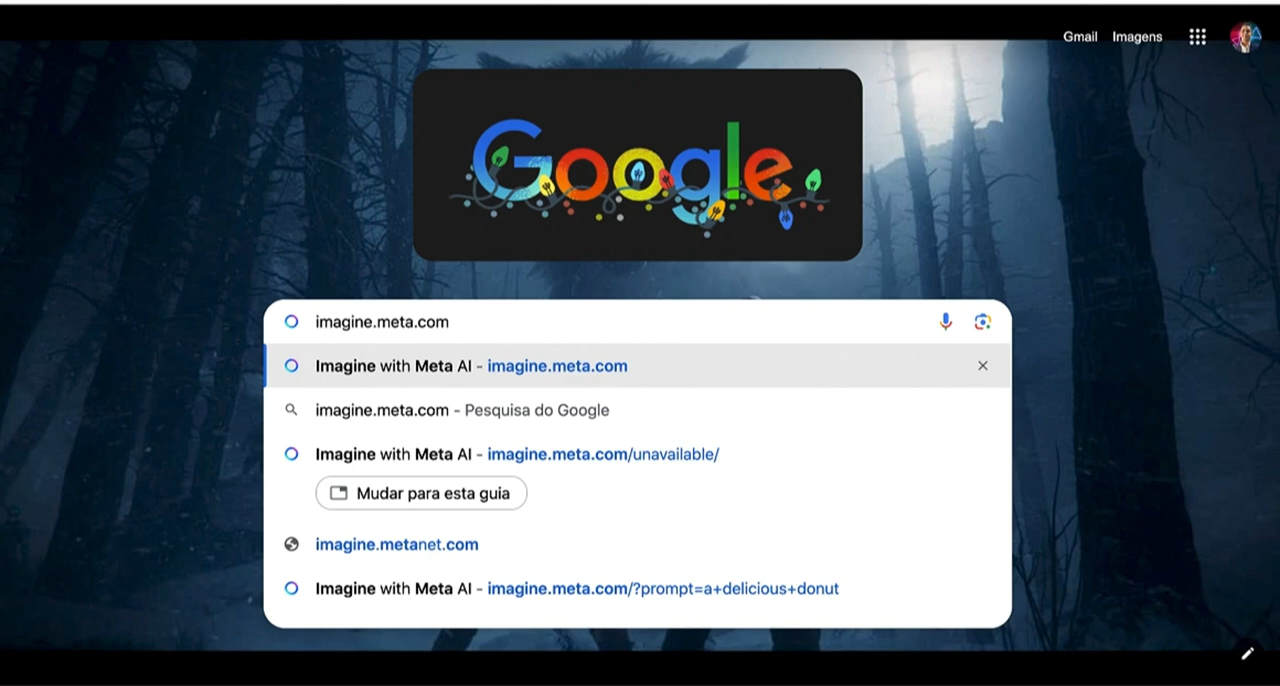 Gmail Imagens
Google
imagine.meta.com
Imagine with Meta AI - imagine.meta.com
imagine.meta.com - Pesquisa do Google
Imagine with Meta AI - imagine.meta.com/unavailable/
Mudar para esta guia
imagine.metanet.com
Imagine with Meta AI - imagine.meta.com/?prompt=a+delicious+donut